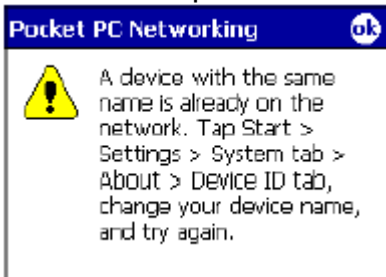 Pocket PC Networking ok
A device with the same
name is already on the
network. Tap Start >
Settings > System tab >
About > Device ID tab,
change your device name,
and try again.